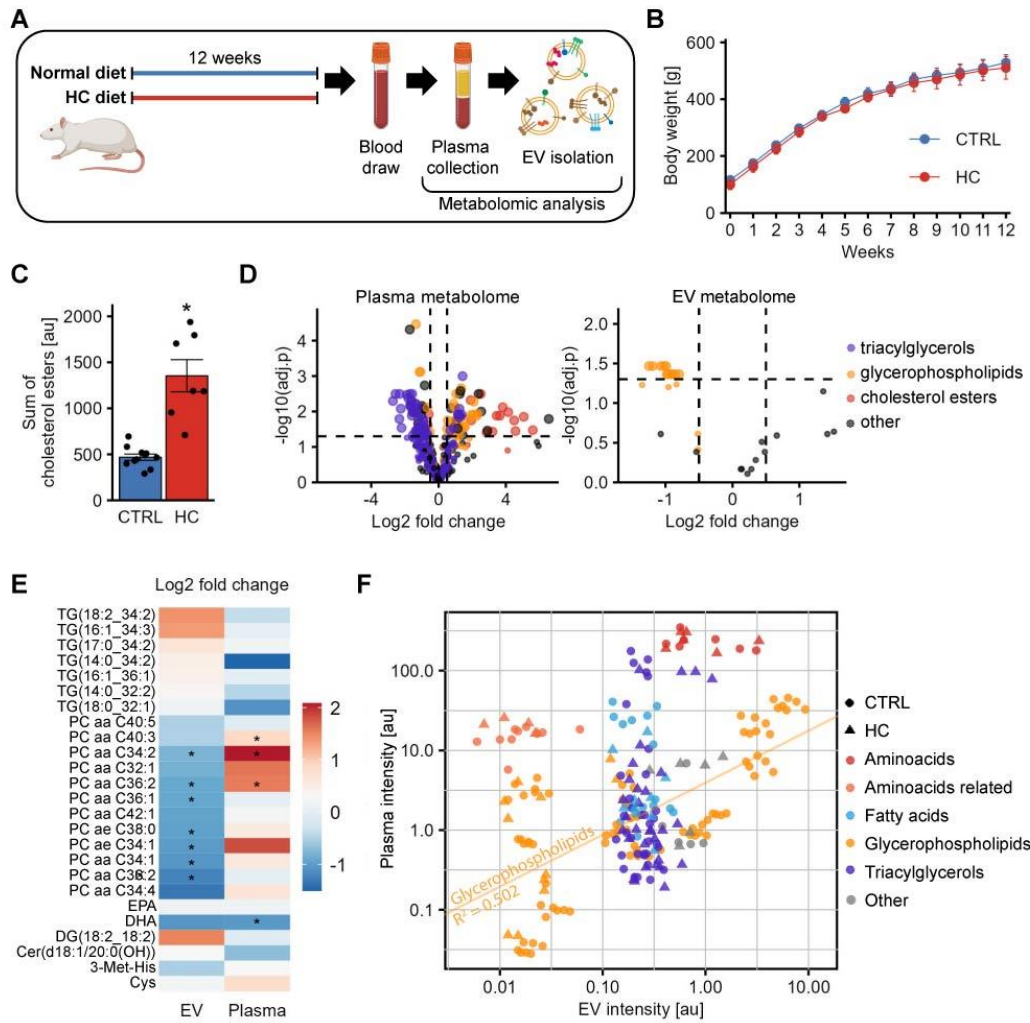 A
12 weeks
Normal diet
HC diet
Blood draw
Plasma collection
EV isolation
Metabolomic analysis
B
Body weight [g]
600
400
200
0
CTRL
HC
0 1 2 3 4 5 6 7 8 9 10 11 12
Weeks
C
Sum of cholesterol esters [au]
2000
1500
1000
500
0
*
CTRL HC
D
Plasma metabolome
-log10(adj.p)
4
2
0
-4 0 4
Log2 fold change
EV metabolome
-log10(adj.p)
2.0
1.5
1.0
0.5
0.0
-1 0 1
Log2 fold change
triacylglycerols
glycerophospholipids
cholesterol esters
other
E
Log2 fold change
TG(18:2_34:2)
TG(16:1_34:3)
TG(17:0_34:2)
TG(14:0_34:2)
TG(16:1_36:1)
TG(14:0_32:2)
TG(18:0_32:1)
PC aa C40:5
PC aa C40:3 *
PC aa C34:2 * *
PC aa C32:1
PC aa C36:2 * *
PC aa C36:1 *
PC aa C42:1
PC ae C38:0 *
PC ae C34:1 *
PC aa C34:1 *
*
PC aa C34:4
EPA
DHA *
DG(18:2_18:2)
Cer(d18:1/20:0(OH))
3-Met-His
Cys
EV Plasma
2
1
0
-1
F
Plasma intensity [au]
100.0
10.0
1.0
0.1
Glycerophospholipids
R² = 0.502
0.01 0.10 1.00 10.00
EV intensity [au]
CTRL
HC
Aminoacids
Aminoacids related
Fatty acids
Glycerophospholipids
Triacylglycerols
Other